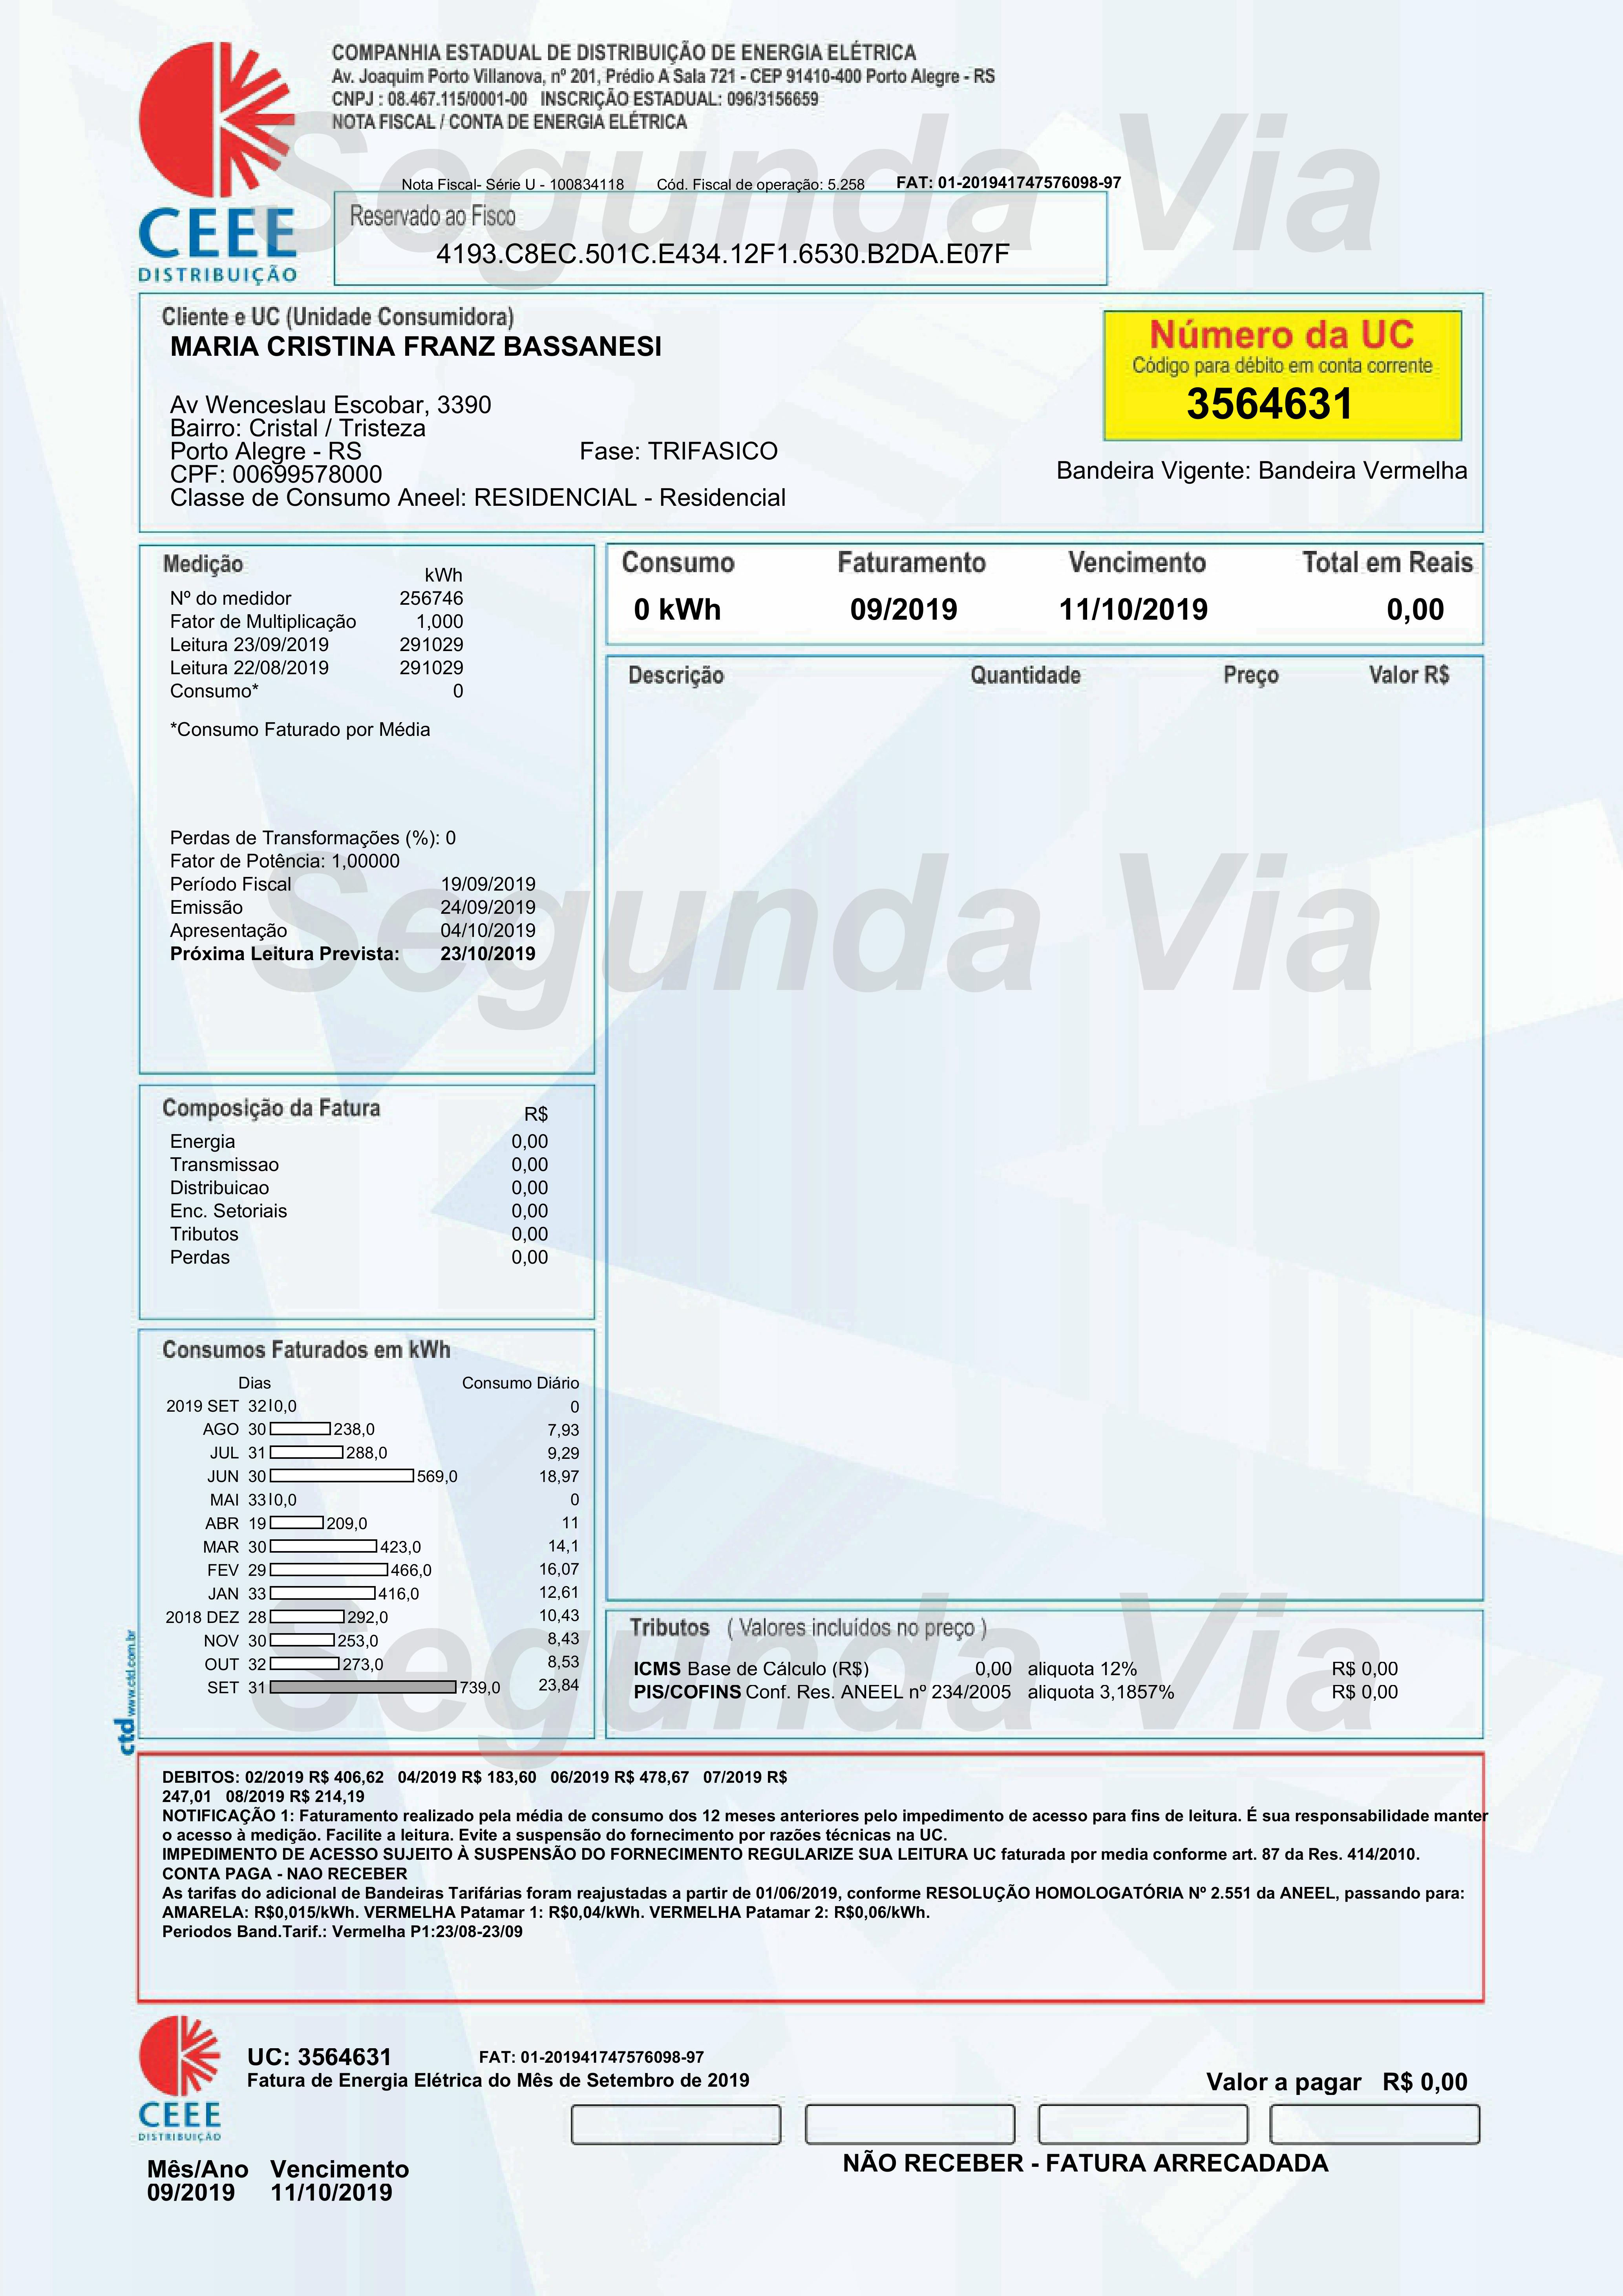 COMPANHIA ESTADUAL DE DISTRIBUIÇÃO DE ENERGIA ELÉTRICA
Av. Joaquim Porto Villanova, nº 201, Prédio A Sala 721 - CEP 91410-400 Porto Alegre - RS
CNPJ : 08.467.115/0001-00 INSCRIÇÃO ESTADUAL: 096/3156659
NOTA FISCAL / CONTA DE ENERGIA ELÉTRICA
Segunda Via
Nota Fiscal- Série U - 100834118 Cód. Fiscal de operação: 5.258 FAT: 01-201941747576098-97
CEEE
DISTRIBUIÇÃO
Reservado ao Fisco
4193.C8EC.501C.E434.12F1.6530.B2DA.E07F
Cliente e UC (Unidade Consumidora)
MARIA CRISTINA FRANZ BASSANESI
Av Wenceslau Escobar, 3390
Bairro: Cristal / Tristeza
Porto Alegre - RS Fase: TRIFASICO
CPF: 00699578000
Classe de Consumo Aneel: RESIDENCIAL - Residencial
Número da UC
Código para débito em conta corrente
3564631
Bandeira Vigente: Bandeira Vermelha
Medição
kWh
Nº do medidor 256746
Fator de Multiplicação 1,000
Leitura 23/09/2019 291029
Leitura 22/08/2019 291029
Consumo* 0
*Consumo Faturado por Média
Perdas de Transformações (%): 0
Fator de Potência: 1,00000
Período Fiscal 19/09/2019
Emissão 24/09/2019
Apresentação 04/10/2019
Próxima Leitura Prevista: 23/10/2019
Consumo Faturamento Vencimento Total em Reais
0 kWh 09/2019 11/10/2019 0,00
Descrição Quantidade Preço Valor R$
Segunda Via
Composição da Fatura R$
Energia 0,00
Transmissao 0,00
Distribuicao 0,00
Enc. Setoriais 0,00
Tributos 0,00
Perdas 0,00
Consumos Faturados em kWh
Dias Consumo Diário
2019 SET 32 0,0 0
AGO 30 238,0 7,93
JUL 31 288,0 9,29
JUN 30 569,0 18,97
MAI 33 0,0 0
ABR 19 209,0 11
MAR 30 423,0 14,1
FEV 29 466,0 16,07
JAN 33 416,0 12,61
2018 DEZ 28 292,0 10,43
NOV 30 253,0 8,43
OUT 32 273,0 8,53
SET 31 739,0 23,84
ctd www.ctd.com.br
Segunda Via
Tributos ( Valores incluídos no preço )
ICMS Base de Cálculo (R$) 0,00 aliquota 12% R$ 0,00
PIS/COFINS Conf. Res. ANEEL nº 234/2005 aliquota 3,1857% R$ 0,00
DEBITOS: 02/2019 R$ 406,62 04/2019 R$ 183,60 06/2019 R$ 478,67 07/2019 R$
247,01 08/2019 R$ 214,19
NOTIFICAÇÃO 1: Faturamento realizado pela média de consumo dos 12 meses anteriores pelo impedimento de acesso para fins de leitura. É sua responsabilidade manter
o acesso à medição. Facilite a leitura. Evite a suspensão do fornecimento por razões técnicas na UC.
IMPEDIMENTO DE ACESSO SUJEITO À SUSPENSÃO DO FORNECIMENTO REGULARIZE SUA LEITURA UC faturada por media conforme art. 87 da Res. 414/2010.
CONTA PAGA - NAO RECEBER
As tarifas do adicional de Bandeiras Tarifárias foram reajustadas a partir de 01/06/2019, conforme RESOLUÇÃO HOMOLOGATÓRIA Nº 2.551 da ANEEL, passando para:
AMARELA: R$0,015/kWh. VERMELHA Patamar 1: R$0,04/kWh. VERMELHA Patamar 2: R$0,06/kWh.
Periodos Band.Tarif.: Vermelha P1:23/08-23/09
CEEE
DISTRIBUIÇÃO
UC: 3564631 FAT: 01-201941747576098-97
Fatura de Energia Elétrica do Mês de Setembro de 2019
Valor a pagar R$ 0,00
NÃO RECEBER - FATURA ARRECADADA
Mês/Ano Vencimento
09/2019 11/10/2019